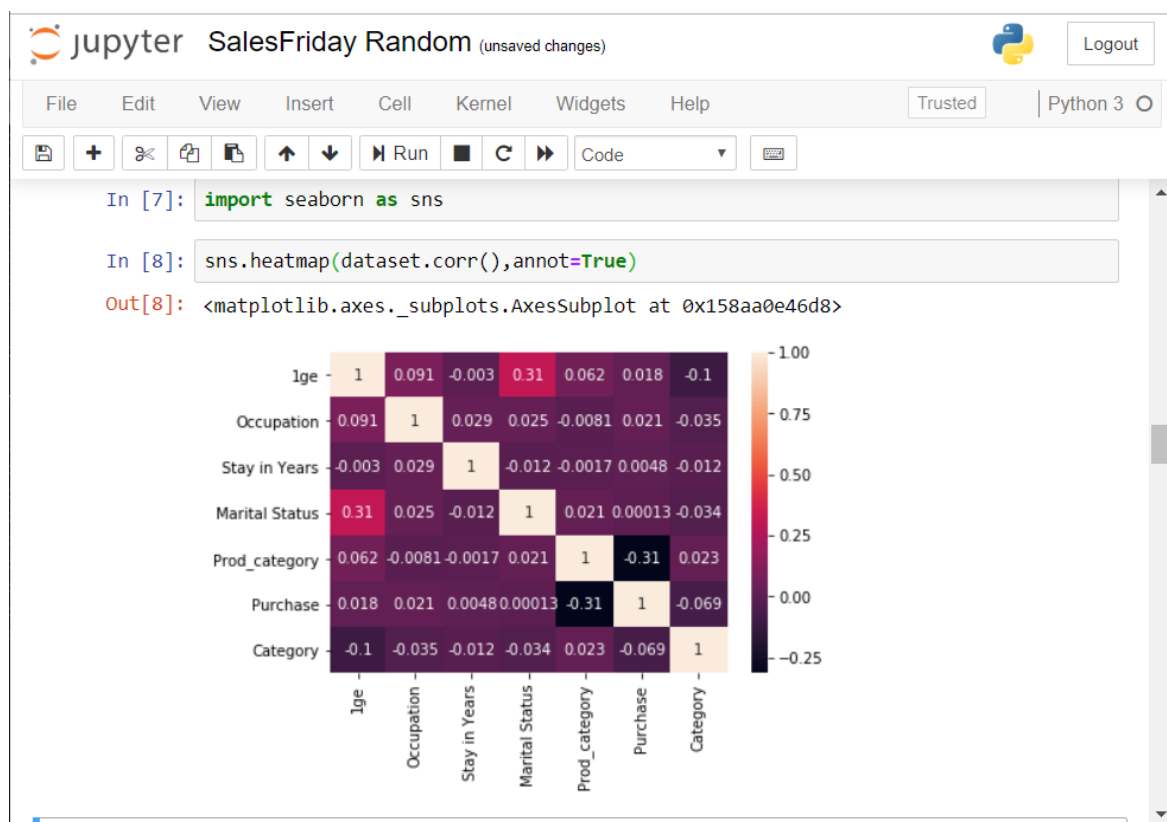 jupyter SalesFriday Random (unsaved changes) Logout
File Edit View Insert Cell Kernel Widgets Help Trusted Python 3
Run Code
In [7]: import seaborn as sns
In [8]: sns.heatmap(dataset.corr(),annot=True)
Out[8]: <matplotlib.axes._subplots.AxesSubplot at 0x158aa0e46d8>
1.00
1ge 1 0.091 -0.003 0.31 0.062 0.018 -0.1
0.75
Occupation 0.091 1 0.029 0.025 -0.0081 0.021 -0.035
Stay in Years -0.003 0.029 1 -0.012 -0.0017 0.0048 -0.012
0.50
Marital Status 0.31 0.025 -0.012 1 0.021 0.00013 -0.034
0.25
Prod_category 0.062 -0.0081 -0.0017 0.021 1 -0.31 0.023
0.00
Purchase 0.018 0.021 0.0048 0.00013 -0.31 1 -0.069
Category -0.1 -0.035 -0.012 -0.034 0.023 -0.069 1
-0.25
1ge
Occupation
Stay in Years
Marital Status
Prod_category
Purchase
Category